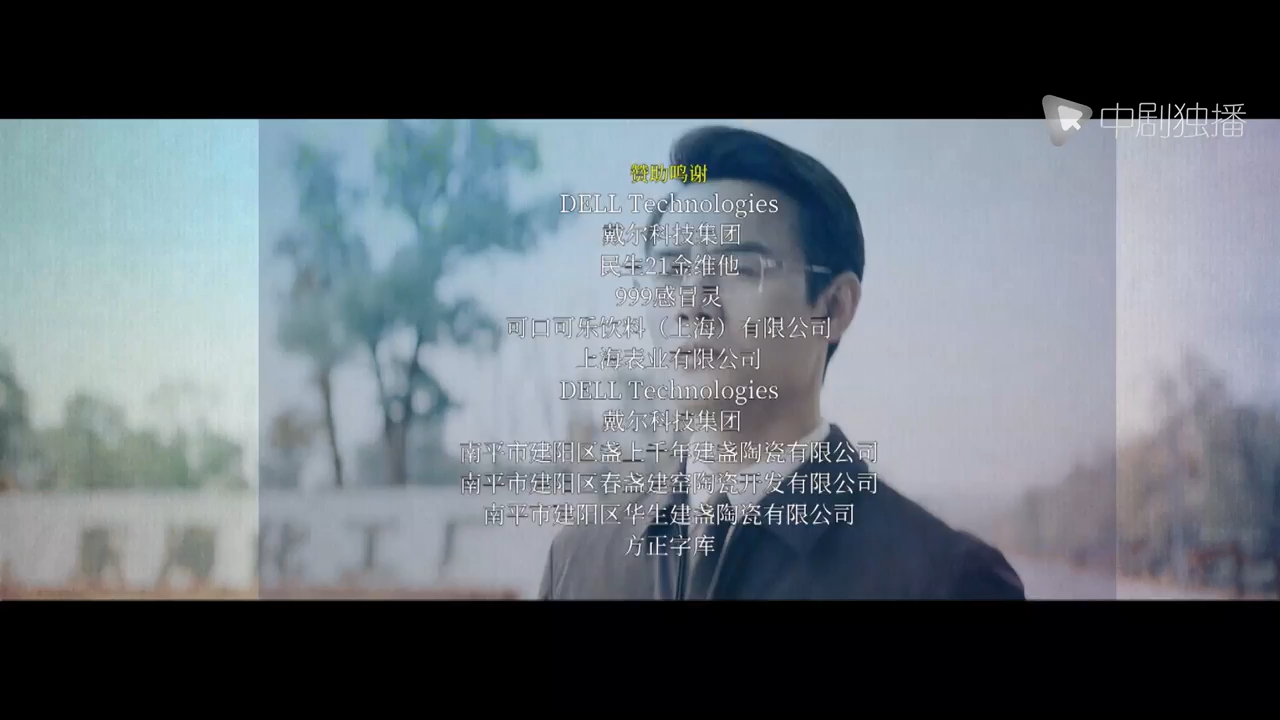 中剧独播
赞助鸣谢
DELL Technologies
戴尔科技集团
民生21金维他
999感冒灵
可口可乐饮料（上海）有限公司
上海表业有限公司
DELL Technologies
戴尔科技集团
南平市建阳区盏上千年建盏陶瓷有限公司
南平市建阳区春盏建窑陶瓷开发有限公司
南平市建阳区华生建盏陶瓷有限公司
方正字库